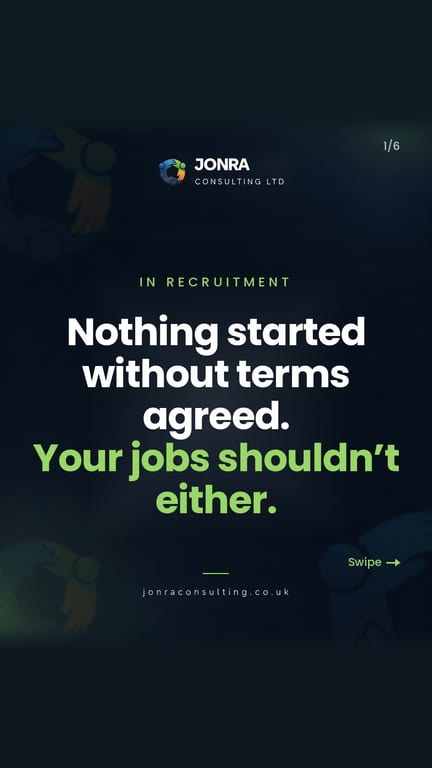 1/6
JONRA
CONSULTING LTD
IN RECRUITMENT
Nothing started
without terms
agreed.
Your jobs shouldn’t
either.
Swipe →
jonraconsulting.co.uk